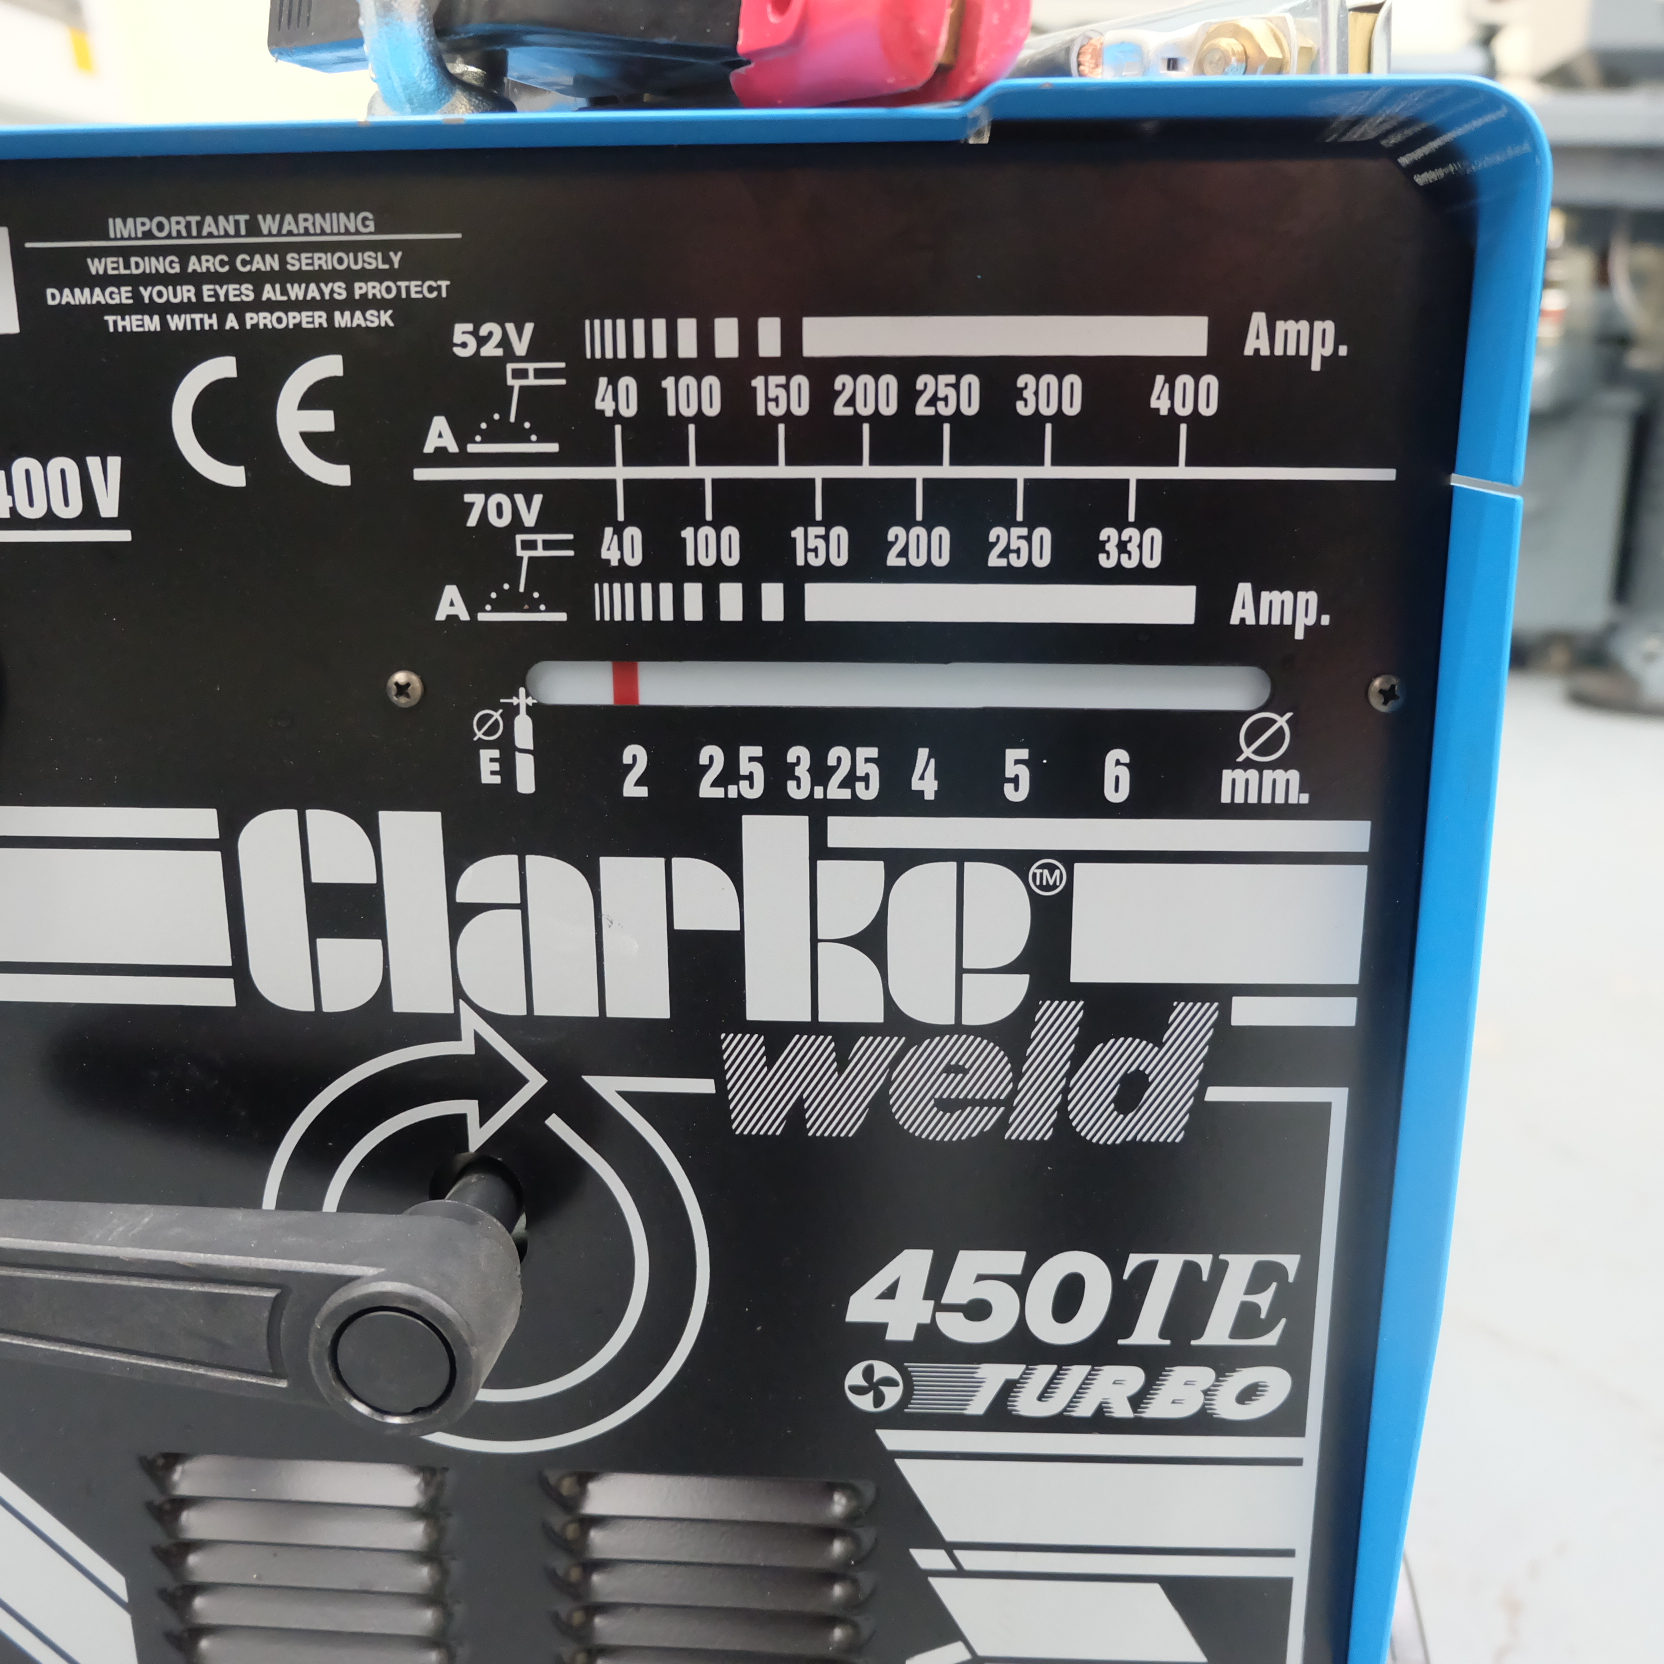 IMPORTANT WARNING
WELDING ARC CAN SERIOUSLY
DAMAGE YOUR EYES ALWAYS PROTECT
THEM WITH A PROPER MASK
CE
400V
52V
Amp.
40 100 150 200 250 300 400
A
70V
40 100 150 200 250 330
A
Amp.
Ø
E
2 2.5 3.25 4 5 6
Ø
mm.
Clarke TM
weld
450TE
TURBO